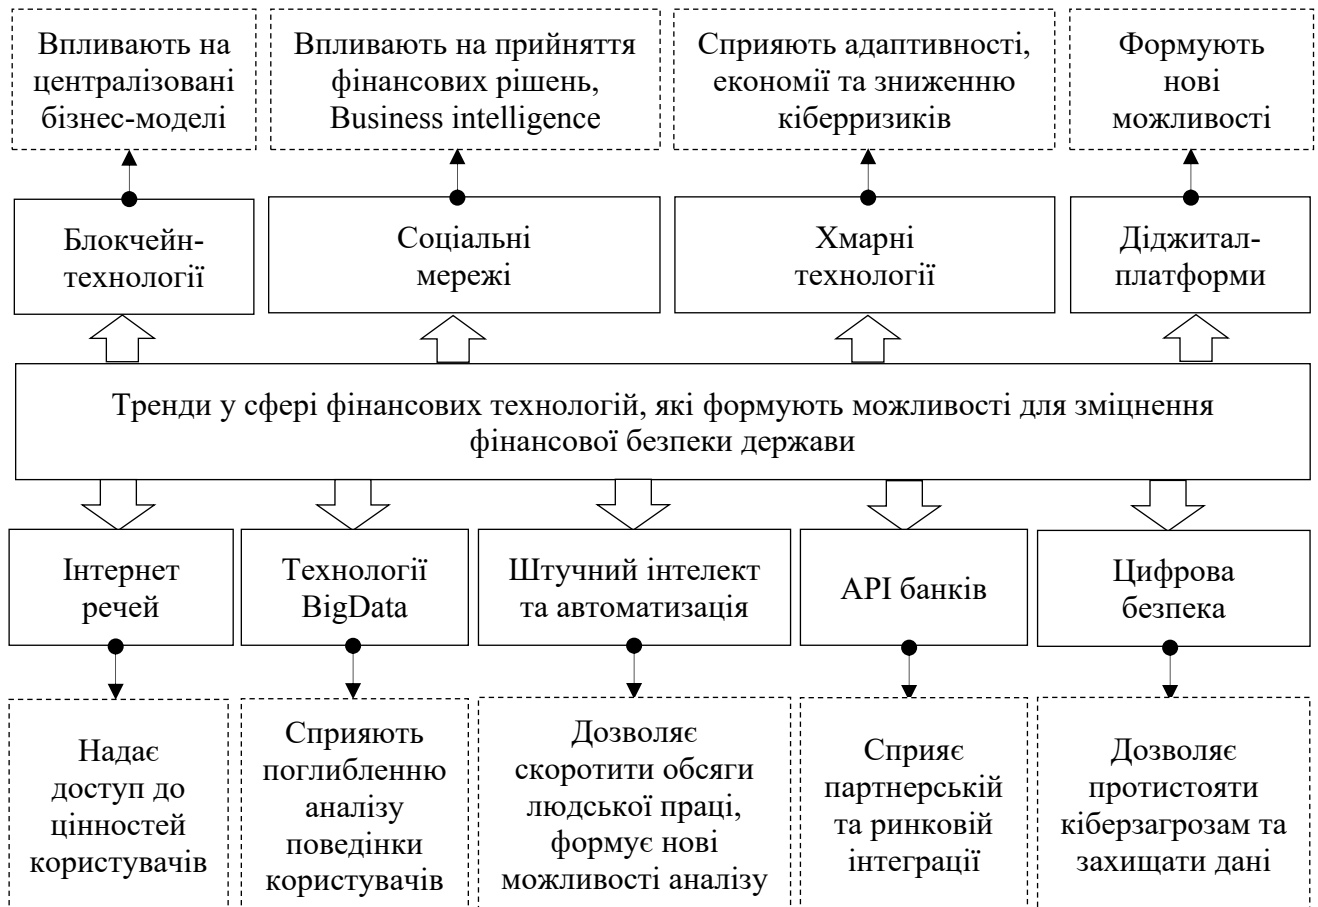 Впливають на
централізовані
бізнес-моделі
Впливають на прийняття
фінансових рішень,
Business intelligence
Сприяють адаптивності,
економії та зниженню
кіберризиків
Формують
нові
можливості
Блокчейн-
технології
Соціальні
мережі
Хмарні
технології
Діджитал-
платформи
Тренди у сфері фінансових технологій, які формують можливості для зміцнення
фінансової безпеки держави
Інтернет
речей
Технології
BigData
Штучний інтелект
та автоматизація
API банків
Цифрова
безпека
Надає
доступ до
цінностей
користувачів
Сприяють
поглибленню
аналізу
поведінки
користувачів
Дозволяє
скоротити обсяги
людської праці,
формує нові
можливості аналізу
Сприяє
партнерській
та ринковій
інтеграції
Дозволяє
протистояти
кіберзагрозам та
захищати дані